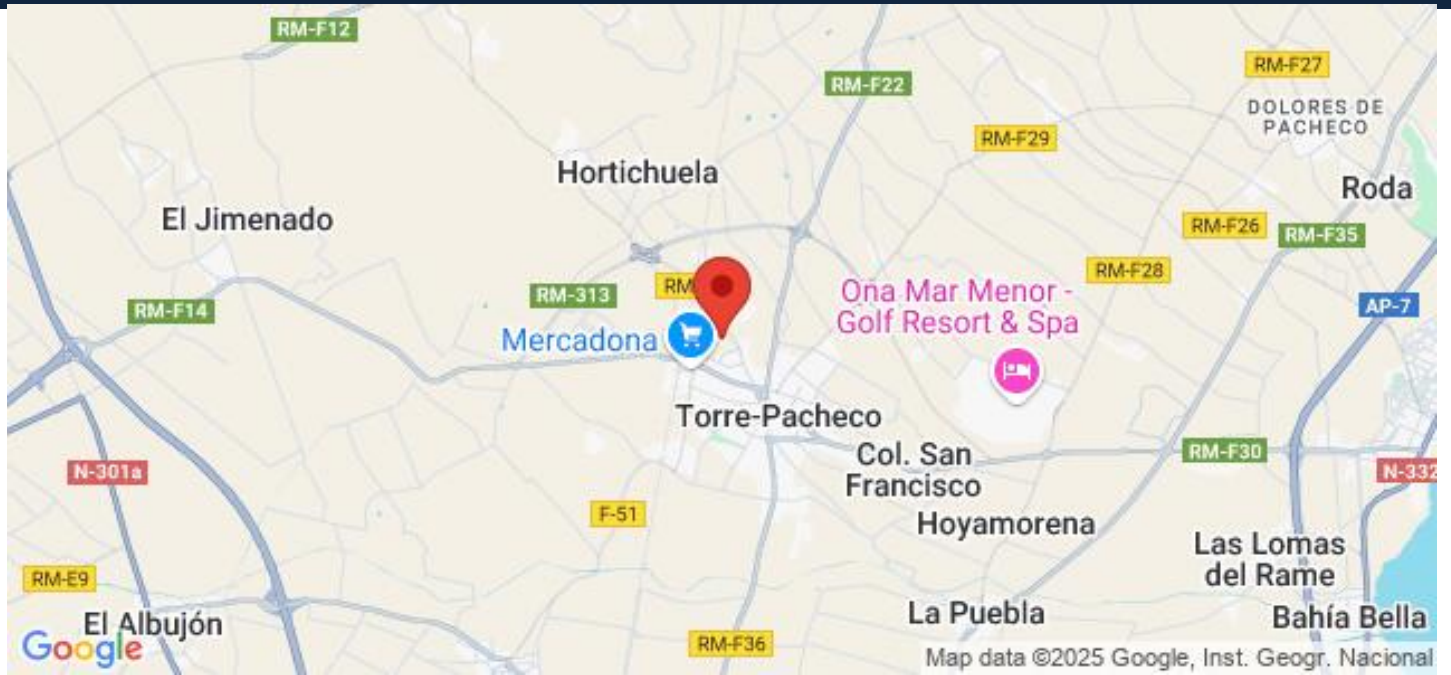 RM-F12
RM-F22
RM-F27
DOLORES DE
PACHECO
RM-F29
Hortichuela
Roda
El Jimenado
RM-F26
RM-F35
RM-F28
RM-313
RM
Ona Mar Menor -
Golf Resort & Spa
AP-7
RM-F14
Mercadona
Torre-Pacheco
Col. San
Francisco
RM-F30
N-301a
N-332
F-51
Hoyamorena
Las Lomas
del Rame
RM-E9
El Albujón
La Puebla
Bahía Bella
RM-F36
Google
Map data ©2025 Google, Inst. Geogr. Nacional